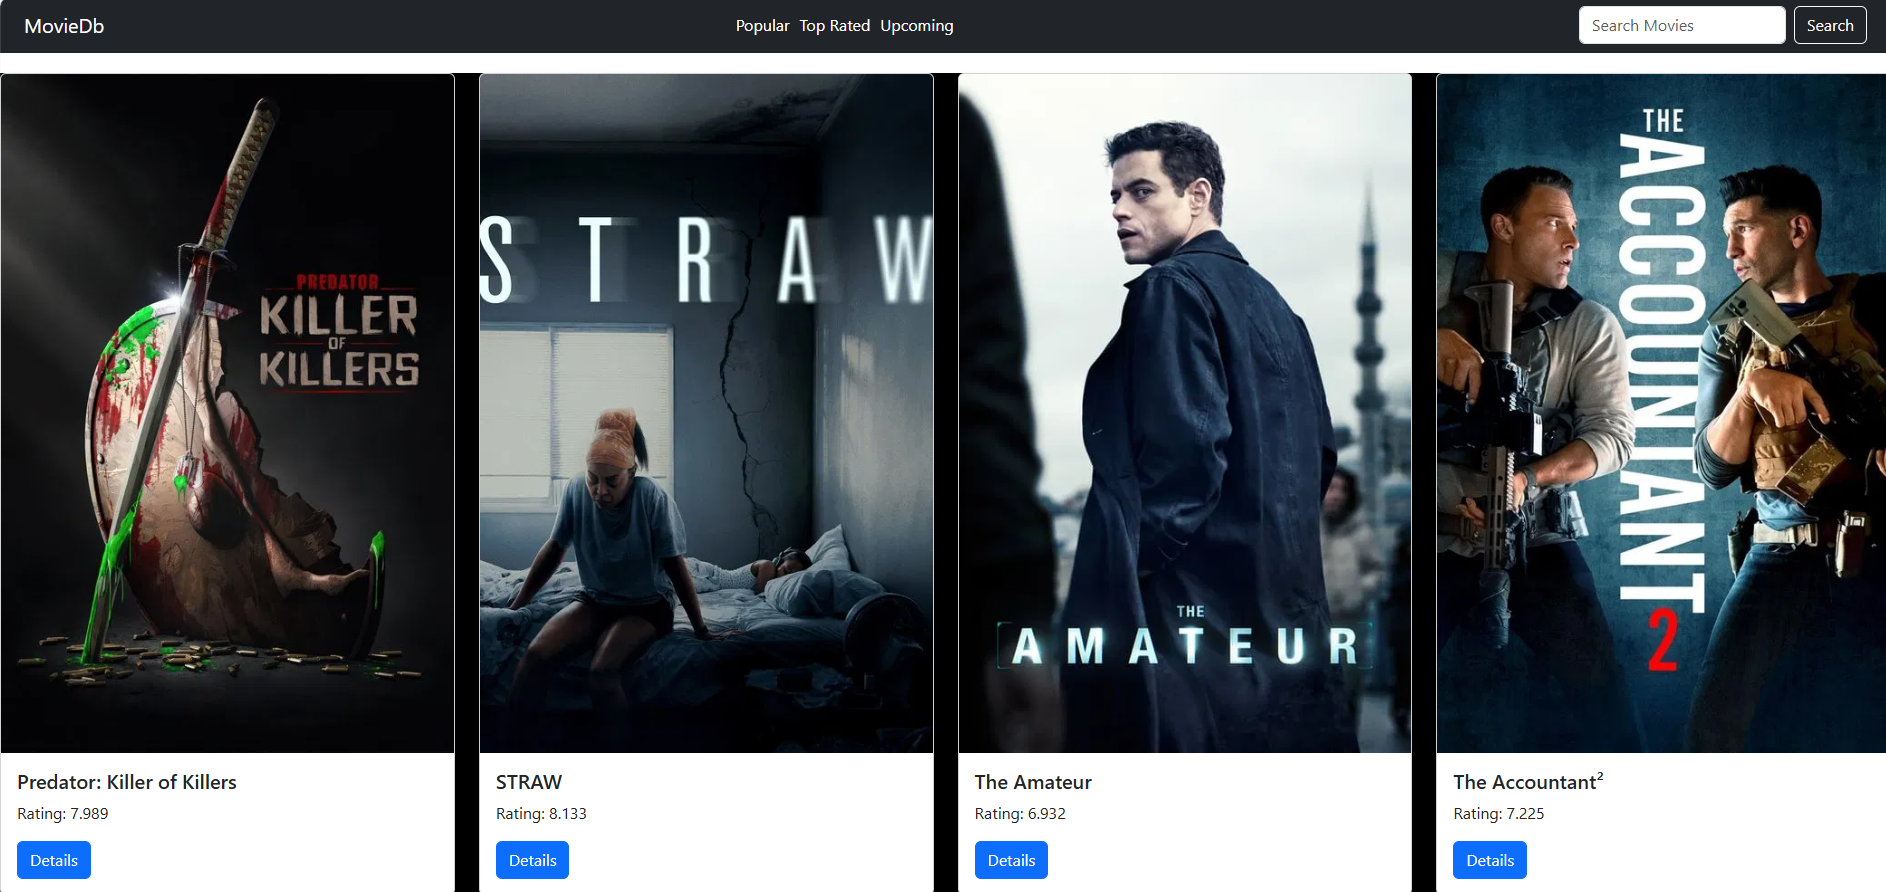 MovieDb
Popular Top Rated Upcoming
Search Movies
Search
PREDATOR
KILLER
OF
KILLERS
STRAW
THE
AMATEUR
THE
ACCOUNTANT
2
Predator: Killer of Killers
Rating: 7.989
Details
STRAW
Rating: 8.133
Details
The Amateur
Rating: 6.932
Details
The Accountant²
Rating: 7.225
Details